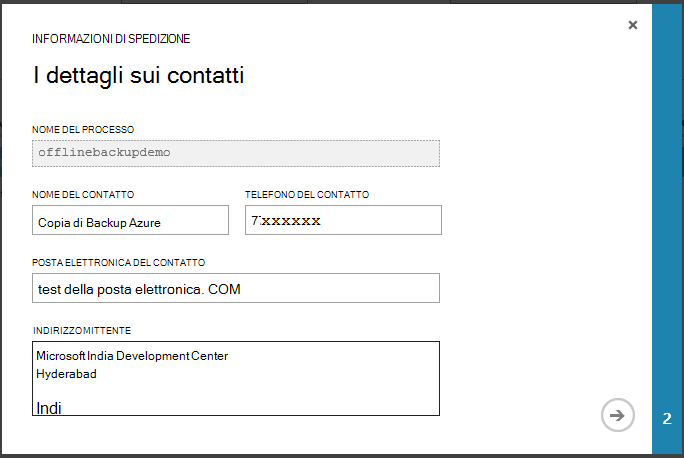 INFORMAZIONI DI SPEDIZIONE
I dettagli sui contatti
NOME DEL PROCESSO
offlinebackupdemo
NOME DEL CONTATTO
TELEFONO DEL CONTATTO
Copia di Backup Azure
7:xxxxxx
POSTA ELETTRONICA DEL CONTATTO
test della posta elettronica. COM
INDIRIZZO MITTENTE
Microsoft India Development Center
Hyderabad
Indi
2